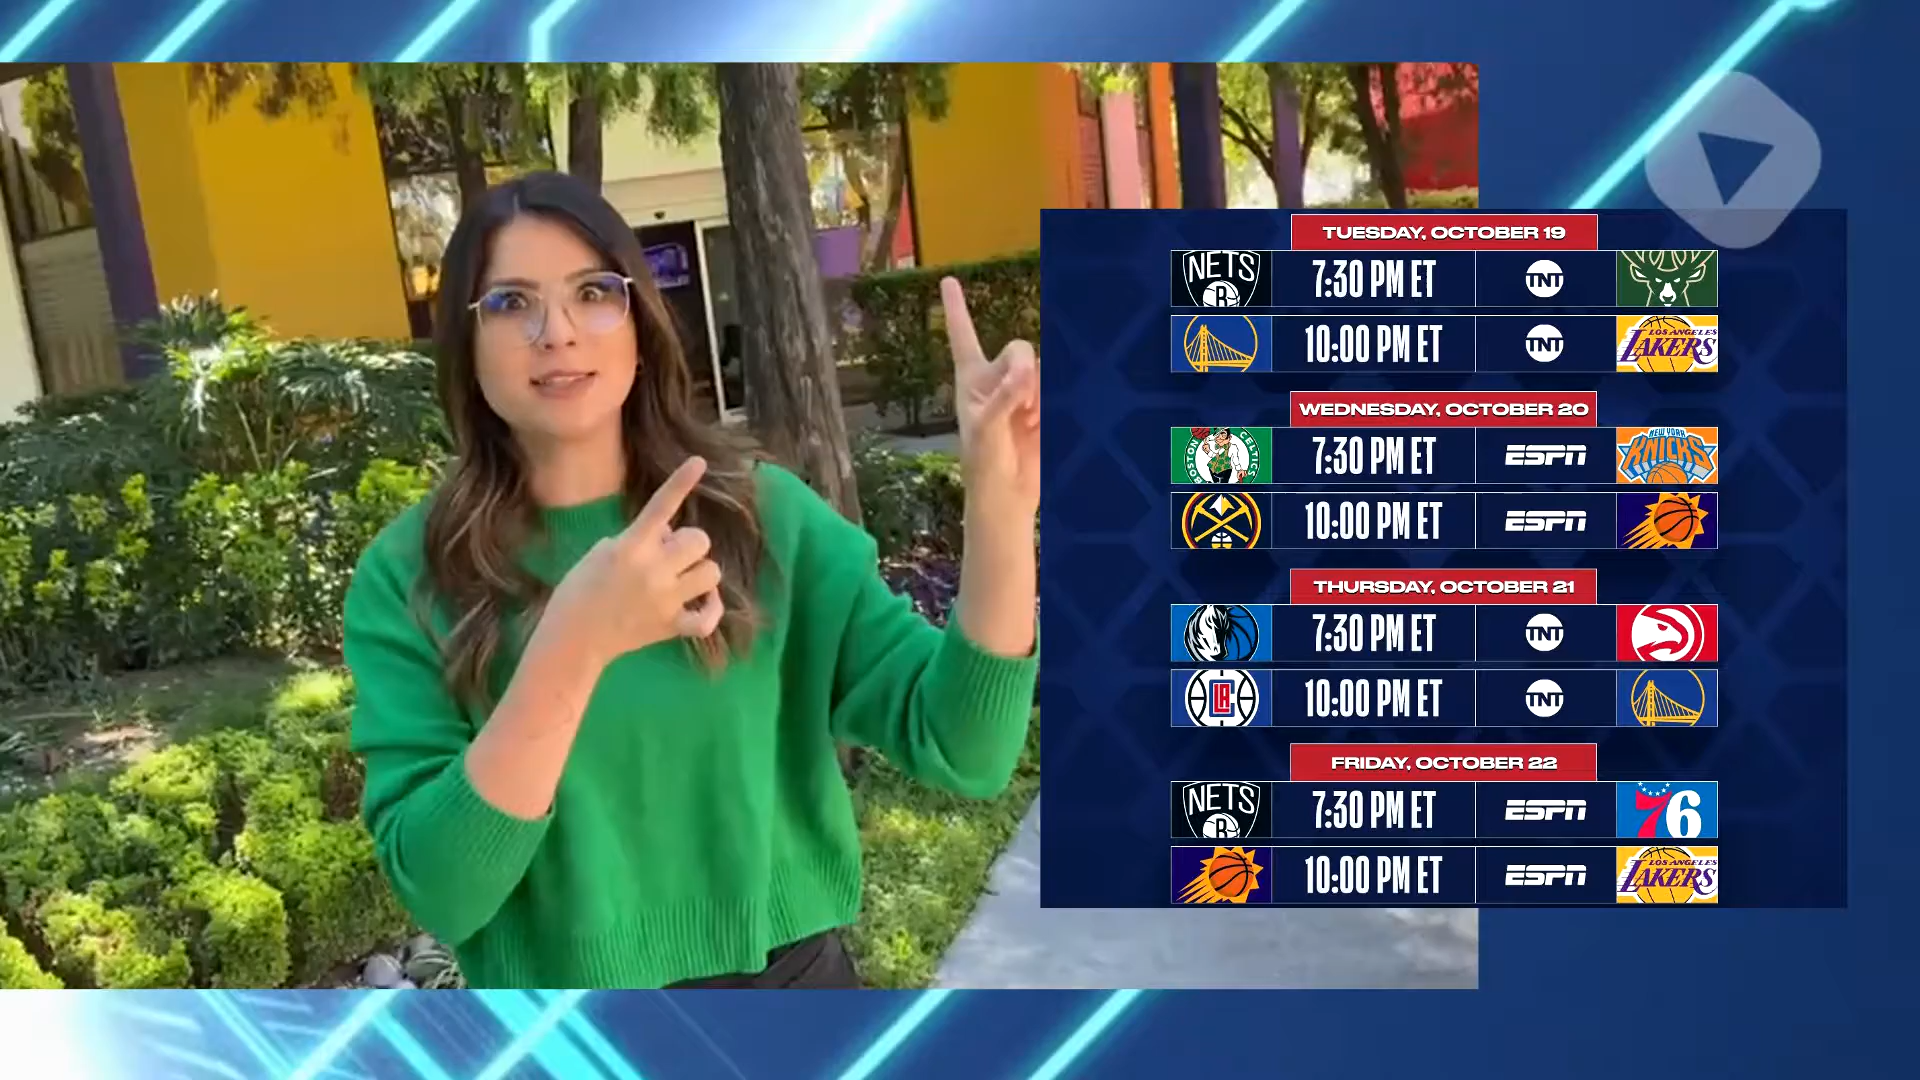 TUESDAY, OCTOBER 19
NETS B 7:30 PM ET TNT
10:00 PM ET TNT LOS ANGELES LAKERS
WEDNESDAY, OCTOBER 20
BOSTON CELTICS 7:30 PM ET ESPN NEW YORK KNICKS
10:00 PM ET ESPN
THURSDAY, OCTOBER 21
7:30 PM ET TNT
LA C 10:00 PM ET TNT
FRIDAY, OCTOBER 22
NETS B 7:30 PM ET ESPN 76
10:00 PM ET ESPN LOS ANGELES LAKERS